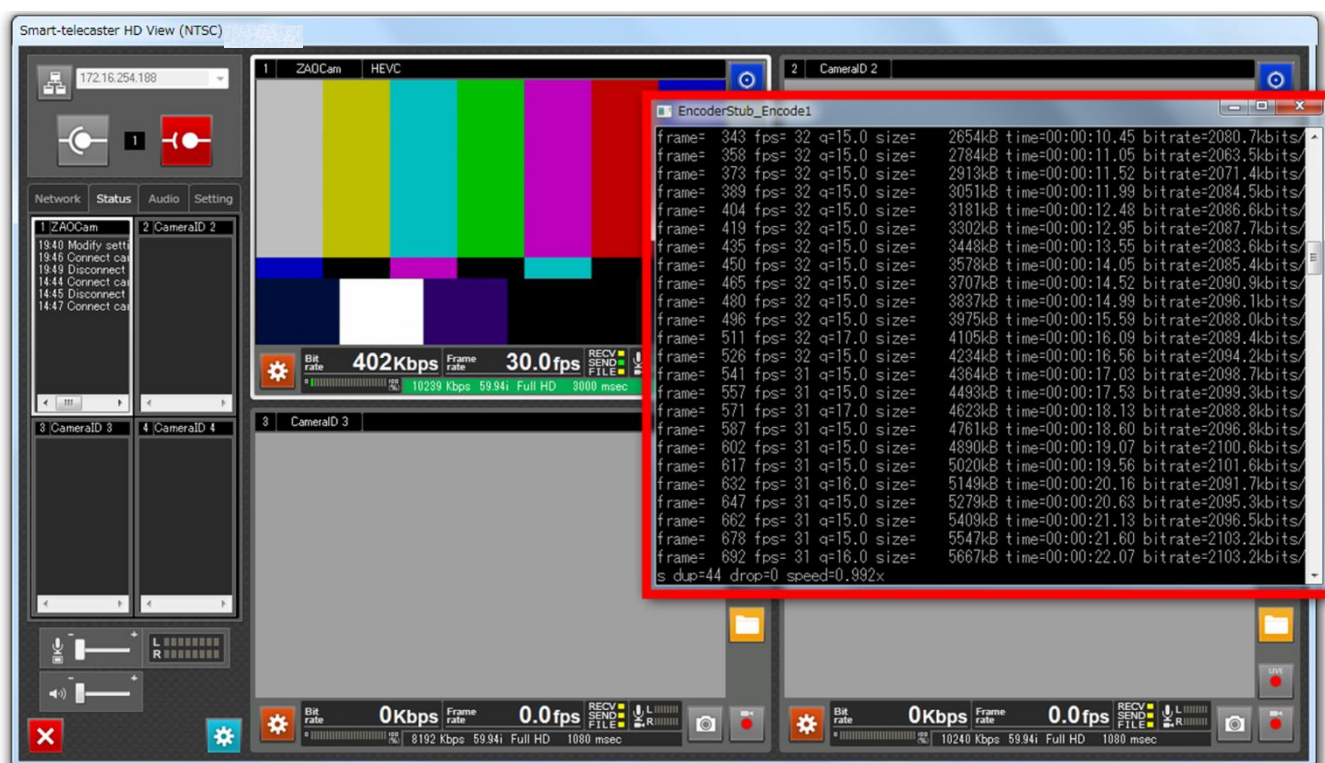 Smart-telecaster HD View (NTSC)
172.16.254.188
1
Network Status Audio Setting
1 ZAOCam
19:40 Modify setti
19:46 Connect ca
19:49 Disconnect
14:44 Connect ca
14:45 Disconnect
14:47 Connect ca
2 CameraID 2
3 CameraID 3
4 CameraID 4
L
R
1 ZAOCam HEVC
Bit rate 402Kbps Frame rate 30.0fps RECV SEND FILE
0 100 (%) 10239 Kbps 59.94i Full HD 3000 msec
2 CameraID 2
EncoderStub_Encode1
frame= 343 fps= 32 q=15.0 size= 2654kB time=00:00:10.45 bitrate=2080.7kbits/
frame= 358 fps= 32 q=15.0 size= 2784kB time=00:00:11.05 bitrate=2063.5kbits/
frame= 373 fps= 32 q=15.0 size= 2913kB time=00:00:11.52 bitrate=2071.4kbits/
frame= 389 fps= 32 q=15.0 size= 3051kB time=00:00:11.99 bitrate=2084.5kbits/
frame= 404 fps= 32 q=15.0 size= 3181kB time=00:00:12.48 bitrate=2086.6kbits/
frame= 419 fps= 32 q=15.0 size= 3302kB time=00:00:12.95 bitrate=2087.7kbits/
frame= 435 fps= 32 q=15.0 size= 3448kB time=00:00:13.55 bitrate=2083.6kbits/
frame= 450 fps= 32 q=15.0 size= 3578kB time=00:00:14.05 bitrate=2085.4kbits/
frame= 465 fps= 32 q=15.0 size= 3707kB time=00:00:14.52 bitrate=2090.9kbits/
frame= 480 fps= 32 q=15.0 size= 3837kB time=00:00:14.99 bitrate=2096.1kbits/
frame= 496 fps= 32 q=15.0 size= 3975kB time=00:00:15.59 bitrate=2088.0kbits/
frame= 511 fps= 32 q=17.0 size= 4105kB time=00:00:16.09 bitrate=2089.4kbits/
frame= 526 fps= 32 q=15.0 size= 4234kB time=00:00:16.56 bitrate=2094.2kbits/
frame= 541 fps= 31 q=15.0 size= 4364kB time=00:00:17.03 bitrate=2098.7kbits/
frame= 557 fps= 31 q=15.0 size= 4493kB time=00:00:17.53 bitrate=2099.3kbits/
frame= 571 fps= 31 q=17.0 size= 4623kB time=00:00:18.13 bitrate=2088.8kbits/
frame= 587 fps= 31 q=15.0 size= 4761kB time=00:00:18.60 bitrate=2096.8kbits/
frame= 602 fps= 31 q=15.0 size= 4890kB time=00:00:19.07 bitrate=2100.6kbits/
frame= 617 fps= 31 q=15.0 size= 5020kB time=00:00:19.56 bitrate=2101.6kbits/
frame= 632 fps= 31 q=16.0 size= 5149kB time=00:00:20.16 bitrate=2091.7kbits/
frame= 647 fps= 31 q=15.0 size= 5279kB time=00:00:20.63 bitrate=2095.3kbits/
frame= 662 fps= 31 q=15.0 size= 5409kB time=00:00:21.13 bitrate=2096.5kbits/
frame= 678 fps= 31 q=15.0 size= 5547kB time=00:00:21.60 bitrate=2103.2kbits/
frame= 692 fps= 31 q=16.0 size= 5667kB time=00:00:22.07 bitrate=2103.2kbits/
s dup=44 drop=0 speed=0.992x
3 CameraID 3
Bit rate 0Kbps Frame rate 0.0fps RECV SEND FILE L R
0 100 (%) 8192 Kbps 59.94i Full HD 1080 msec
LIVE
Bit rate 0Kbps Frame rate 0.0fps RECV SEND FILE L R
0 100 (%) 10240 Kbps 59.94i Full HD 1080 msec